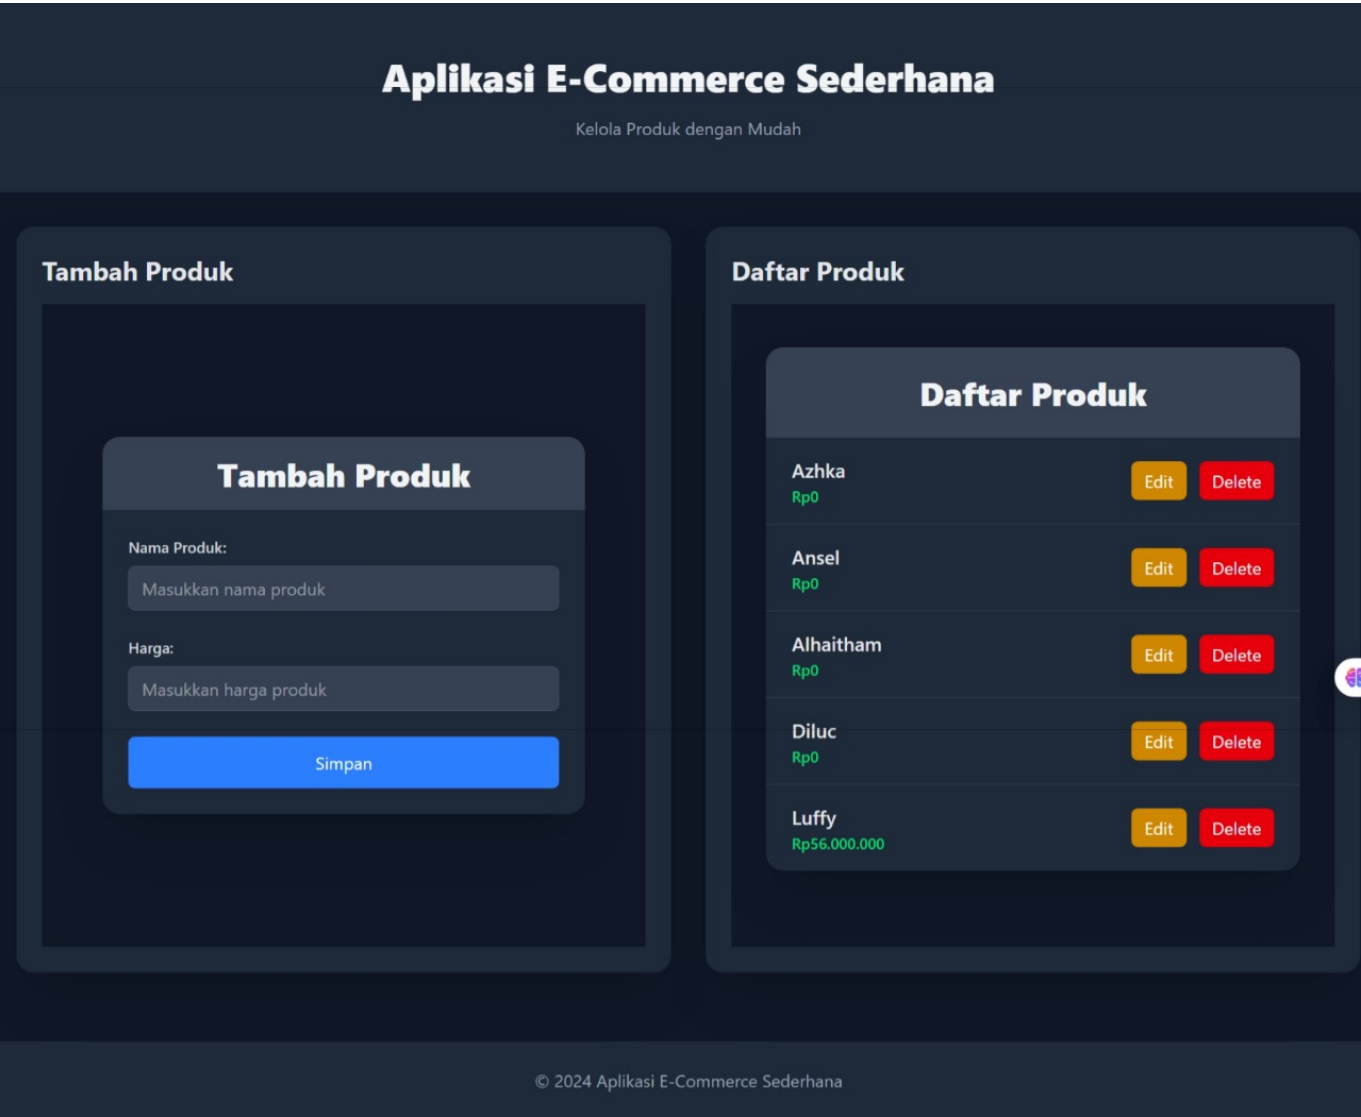 Aplikasi E-Commerce Sederhana
Kelola Produk dengan Mudah
Tambah Produk
Tambah Produk
Nama Produk:
Masukkan nama produk
Harga:
Masukkan harga produk
Simpan
Daftar Produk
Daftar Produk
Azhka
Rp0
Edit Delete
Ansel
Rp0
Edit Delete
Alhaitham
Rp0
Edit Delete
Diluc
Rp0
Edit Delete
Luffy
Rp56.000.000
Edit Delete
© 2024 Aplikasi E-Commerce Sederhana